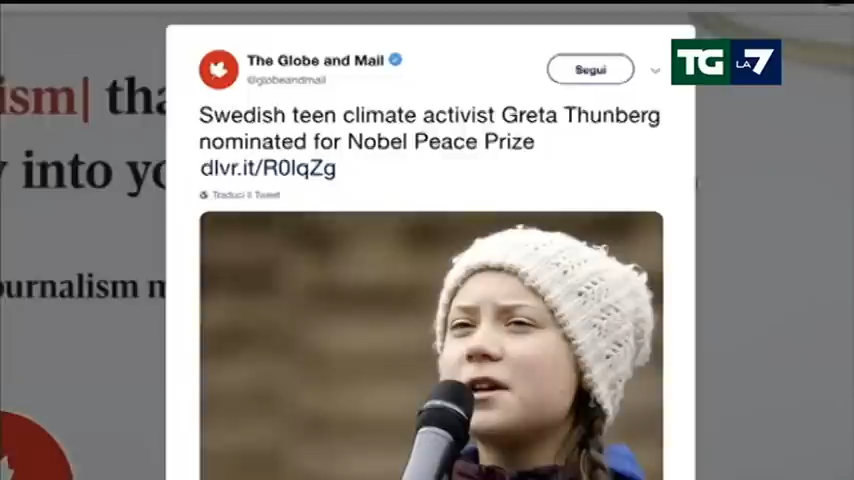 The Globe and Mail
@globeandmail
Segui
TG LA7
Swedish teen climate activist Greta Thunberg
nominated for Nobel Peace Prize
dlvr.it/R0lqZg
Traduci il Tweet
ism| tha
into yo
ournalism m